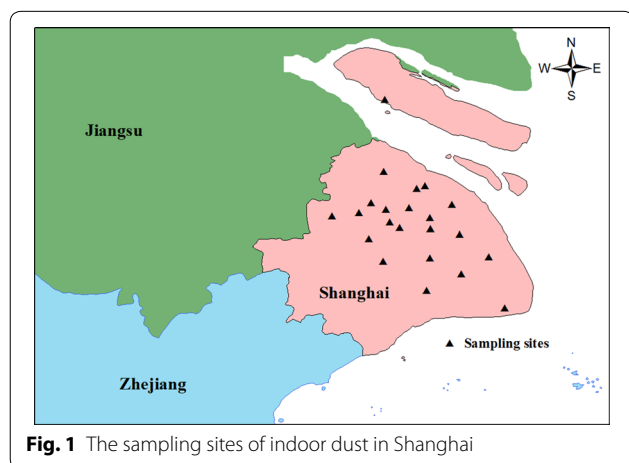 N
W E
S
Jiangsu
Shanghai
Sampling sites
Zhejiang
Fig. 1 The sampling sites of indoor dust in Shanghai